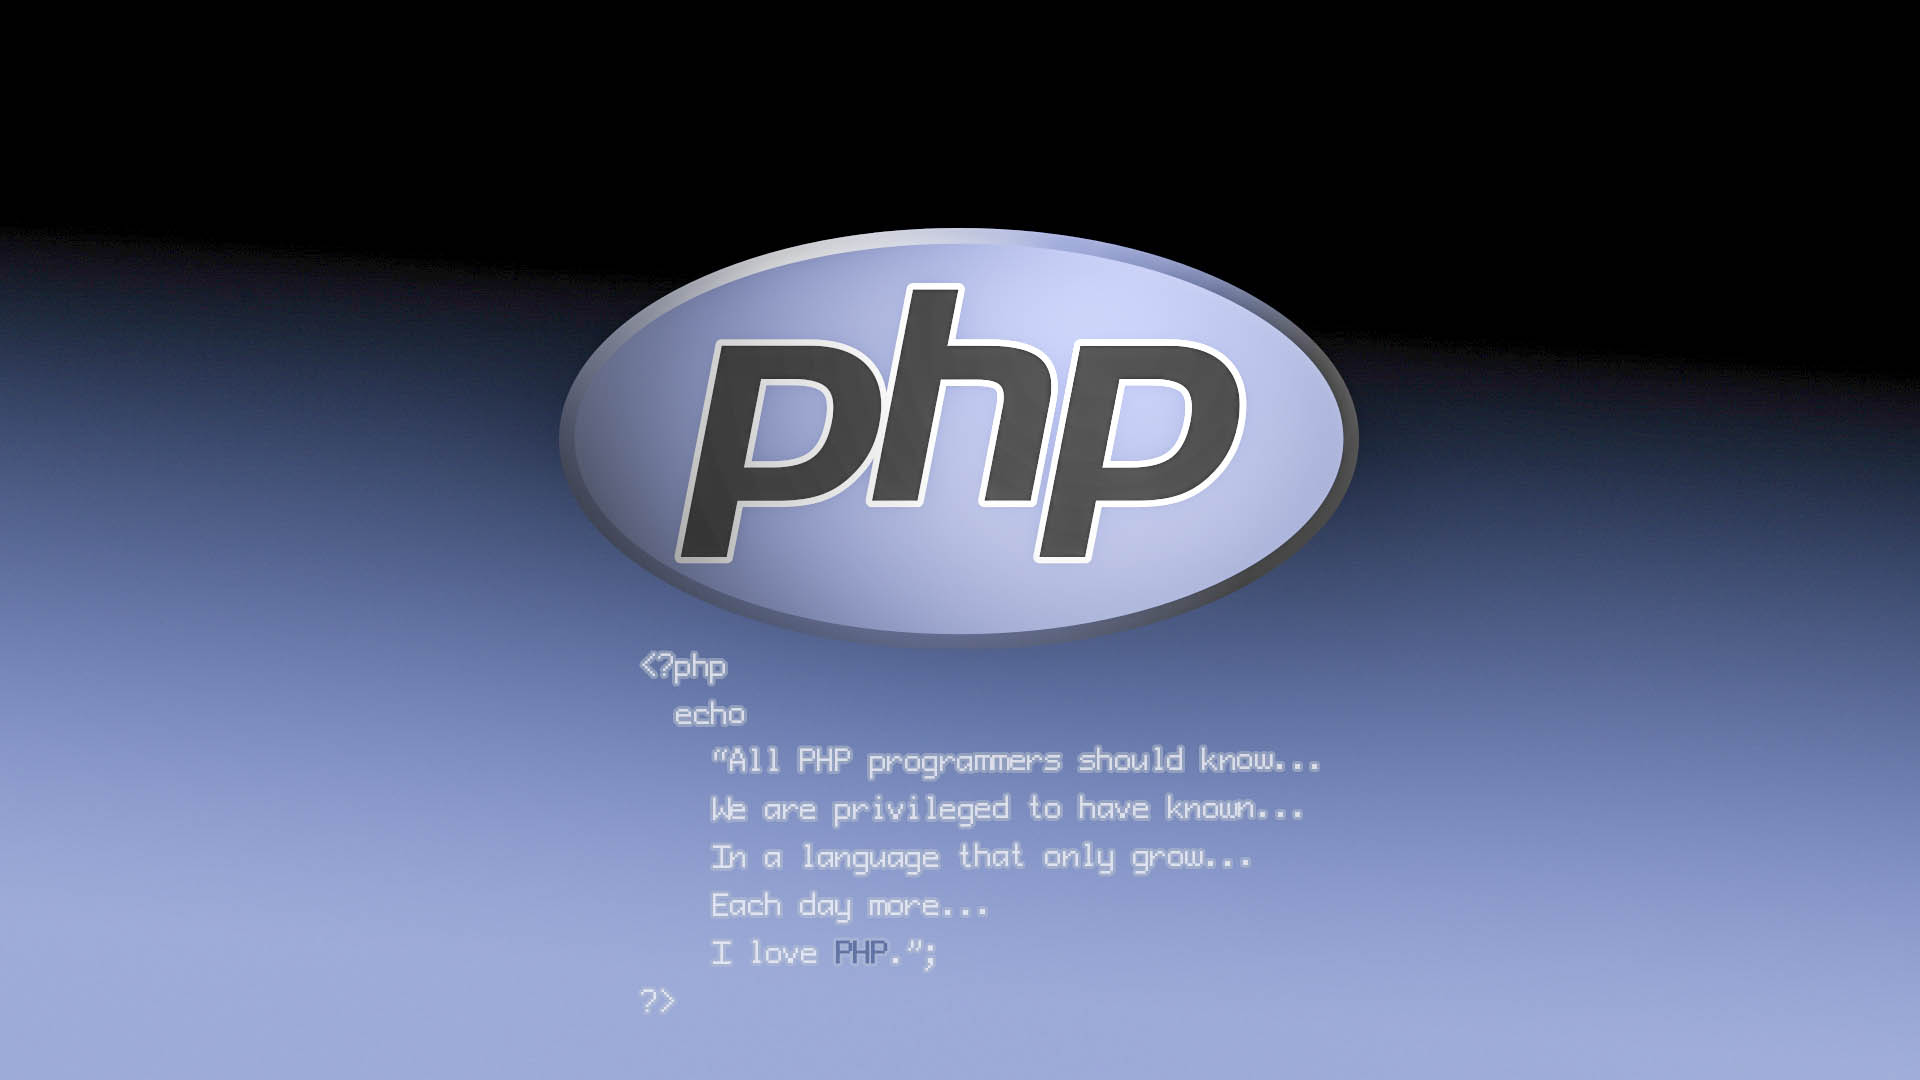 php
<?php
echo
“All PHP programmers should know...
We are privileged to have known...
In a language that only grow...
Each day more...
I love PHP.”;
?>